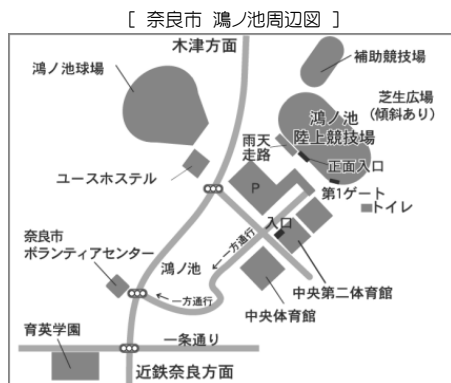 [ 奈良市 鴻ノ池周辺図 ]
木津方面
鴻ノ池球場
補助競技場
芝生広場
(傾斜あり)
鴻ノ池
陸上競技場
雨天
走路
正面入口
ユースホステル
P
第1ゲート
トイレ
入口
一方通行
奈良市
ボランティアセンター
鴻ノ池
中央第二体育館
一方通行
中央体育館
育英学園
一条通り
近鉄奈良方面